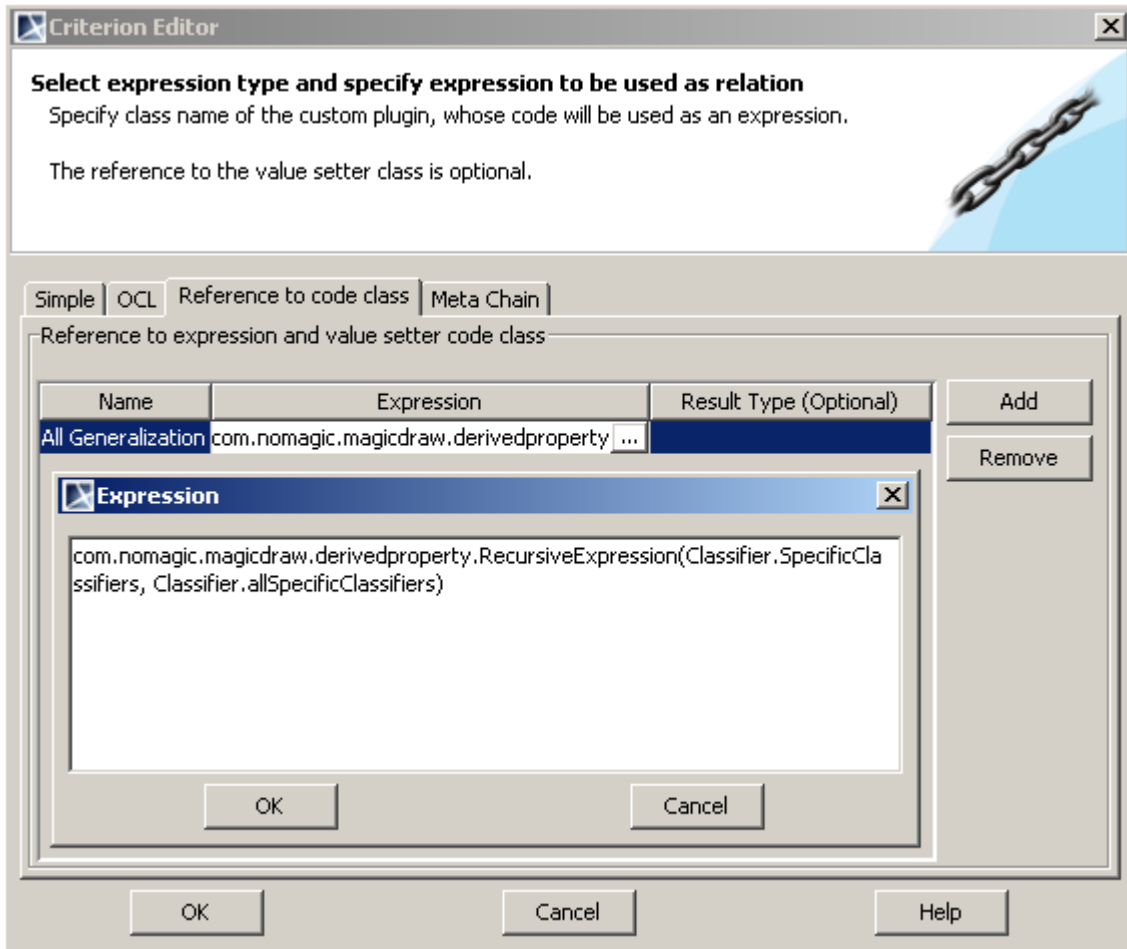 Criterion Editor
Select expression type and specify expression to be used as relation
Specify class name of the custom plugin, whose code will be used as an expression.
The reference to the value setter class is optional.
Simple OCL Reference to code class Meta Chain
Reference to expression and value setter code class
Name Expression Result Type (Optional) Add
All Generalization com.nomagic.magicdraw.derivedproperty ...
Remove
Expression
com.nomagic.magicdraw.derivedproperty.RecursiveExpression(Classifier.SpecificCla
ssifiers, Classifier.allSpecificClassifiers)
OK Cancel
OK Cancel Help